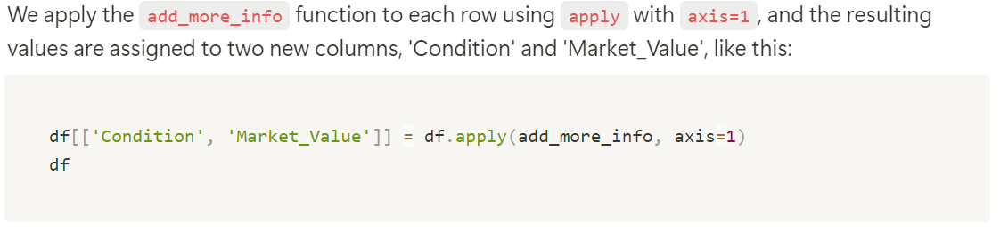 We apply the add_more_info function to each row using apply with axis=1, and the resulting
values are assigned to two new columns, 'Condition' and 'Market_Value', like this:
df[['Condition', 'Market_Value']] = df.apply(add_more_info, axis=1)
df